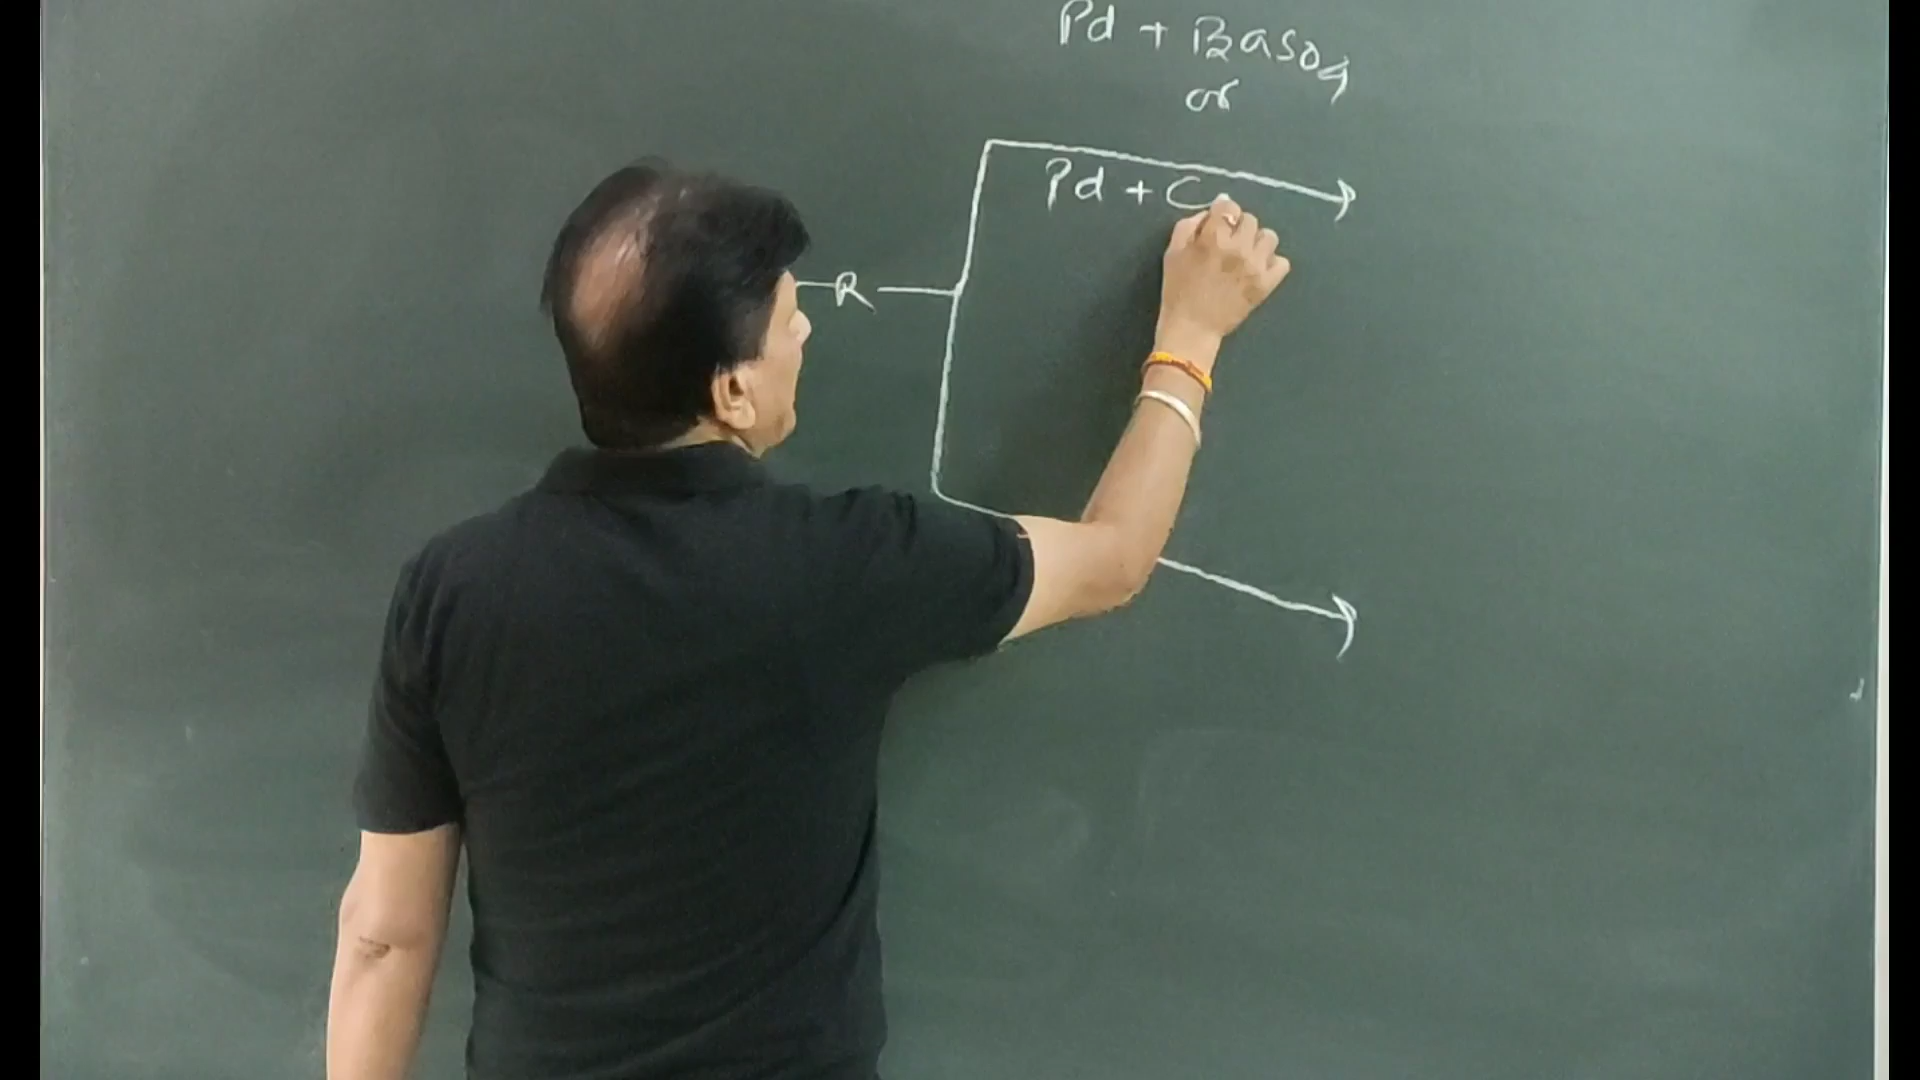 Pd + BaSO4
or
Pd + C
-R